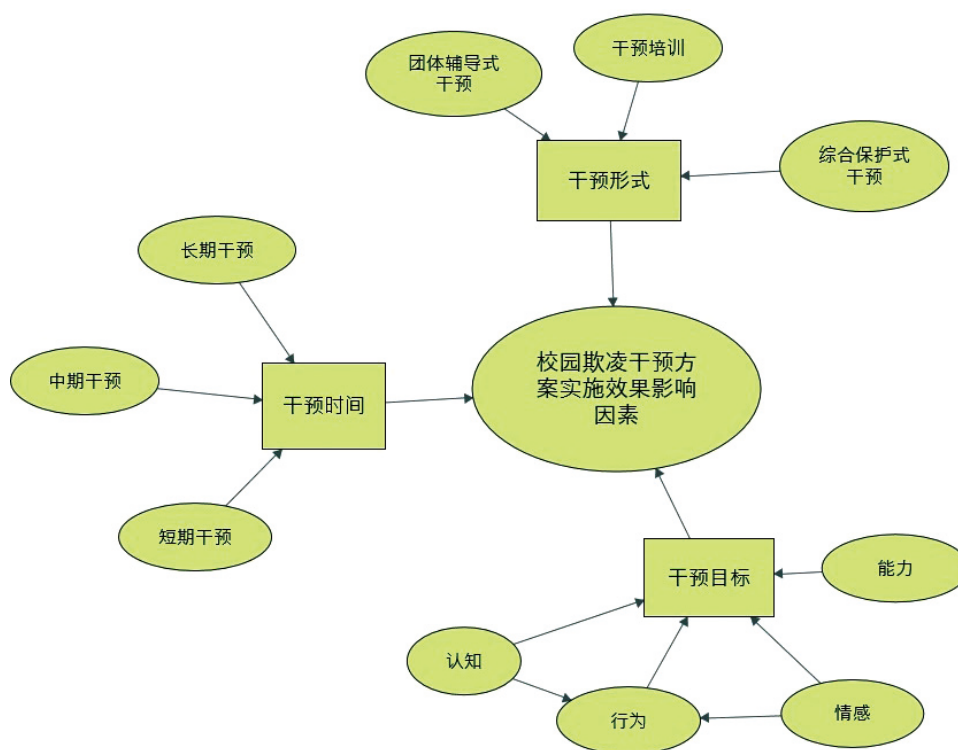 干预培训
团体辅导式
干预
综合保护式
干预
干预形式
长期干预
中期干预
干预时间
短期干预
校园欺凌干预方
案实施效果影响
因素
干预目标
能力
认知
行为
情感